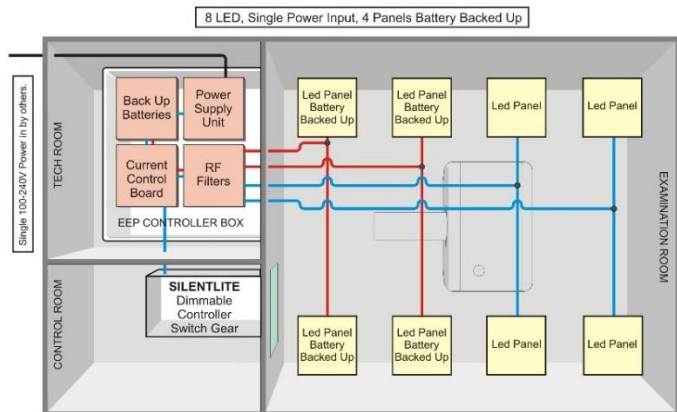 8 LED, Single Power Input, 4 Panels Battery Backed Up
Single 100-240V Power in by others.
TECH ROOM
Back Up
Batteries
Power
Supply
Unit
Current
Control
Board
RF
Filters
EEP CONTROLLER BOX
CONTROL ROOM
SILENTLITE
Dimmable
Controller
Switch Gear
Led Panel
Battery
Backed Up
Led Panel
Battery
Backed Up
Led Panel
Led Panel
EXAMINATION ROOM
Led Panel
Battery
Backed Up
Led Panel
Battery
Backed Up
Led Panel
Led Panel